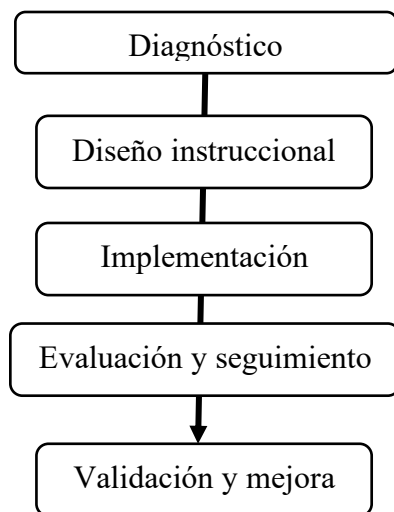 Diagnóstico
Diseño instruccional
Implementación
Evaluación y seguimiento
Validación y mejora